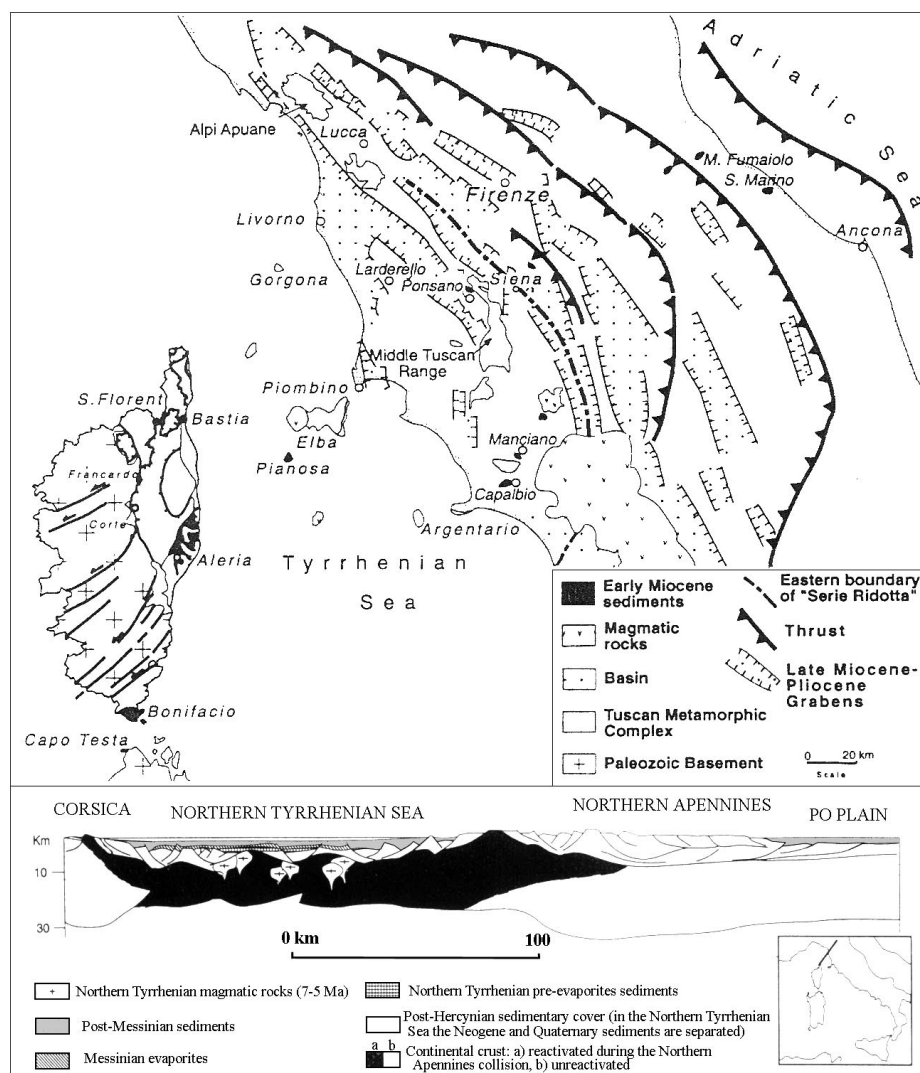 Adriatic Sea
Alpi Apuane
Lucca
M. Fumaiolo
S. Marino
Firenze
Ancona
Livorno
Gorgona
Larderello
Ponsano
Siena
Middle Tuscan
Range
Piombino
S.Florent
Bastia
Elba
Pianosa
Manciano
Francardo
Capalbio
Corte
Argentario
Aleria
Tyrrhenian
Sea
Bonifacio
Capo Testa
Early Miocene
sediments
Magmatic
rocks
Basin
Tuscan Metamorphic
Complex
Paleozoic Basement
Eastern boundary
of "Serie Ridotta"
Thrust
Late Miocene-
Pliocene
Grabens
0 20 km
Scale
CORSICA NORTHERN TYRRHENIAN SEA NORTHERN APENNINES PO PLAIN
Km
10
30
0 km 100
Northern Tyrrhenian magmatic rocks (7-5 Ma)
Post-Messinian sediments
Messinian evaporites
Northern Tyrrhenian pre-evaporites sediments
Post-Hercynian sedimentary cover (in the Northern Tyrrhenian
Sea the Neogene and Quaternary sediments are separated)
a b
Continental crust: a) reactivated during the Northern
Apennines collision, b) unreactivated